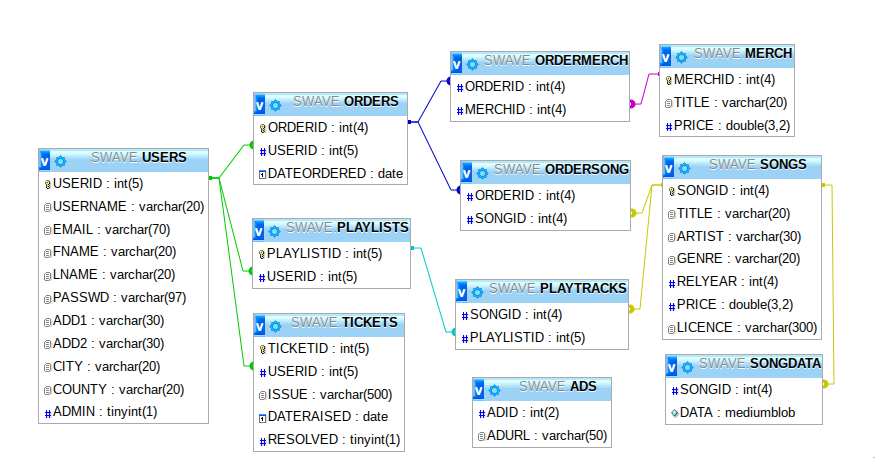 SWAVE USERS
USERID : int(5)
USERNAME : varchar(20)
EMAIL : varchar(70)
FNAME : varchar(20)
LNAME : varchar(20)
PASSWD : varchar(97)
ADD1 : varchar(30)
ADD2 : varchar(30)
CITY : varchar(20)
COUNTY : varchar(20)
ADMIN : tinyint(1)
SWAVE ORDERS
ORDERID : int(4)
USERID : int(5)
DATEORDERED : date
SWAVE PLAYLISTS
PLAYLISTID : int(5)
USERID : int(5)
SWAVE TICKETS
TICKETID : int(5)
USERID : int(5)
ISSUE : varchar(500)
DATERAISED : date
RESOLVED : tinyint(1)
SWAVE ORDERMERCH
ORDERID : int(4)
MERCHID : int(4)
SWAVE ORDERSONG
ORDERID : int(4)
SONGID : int(4)
SWAVE PLAYTRACKS
SONGID : int(4)
PLAYLISTID : int(5)
SWAVE ADS
ADID : int(2)
ADURL : varchar(50)
SWAVE MERCH
MERCHID : int(4)
TITLE : varchar(20)
PRICE : double(3,2)
SWAVE SONGS
SONGID : int(4)
TITLE : varchar(20)
ARTIST : varchar(30)
GENRE : varchar(20)
RELYEAR : int(4)
PRICE : double(3,2)
LICENCE : varchar(300)
SWAVE SONGDATA
SONGID : int(4)
DATA : mediumblob